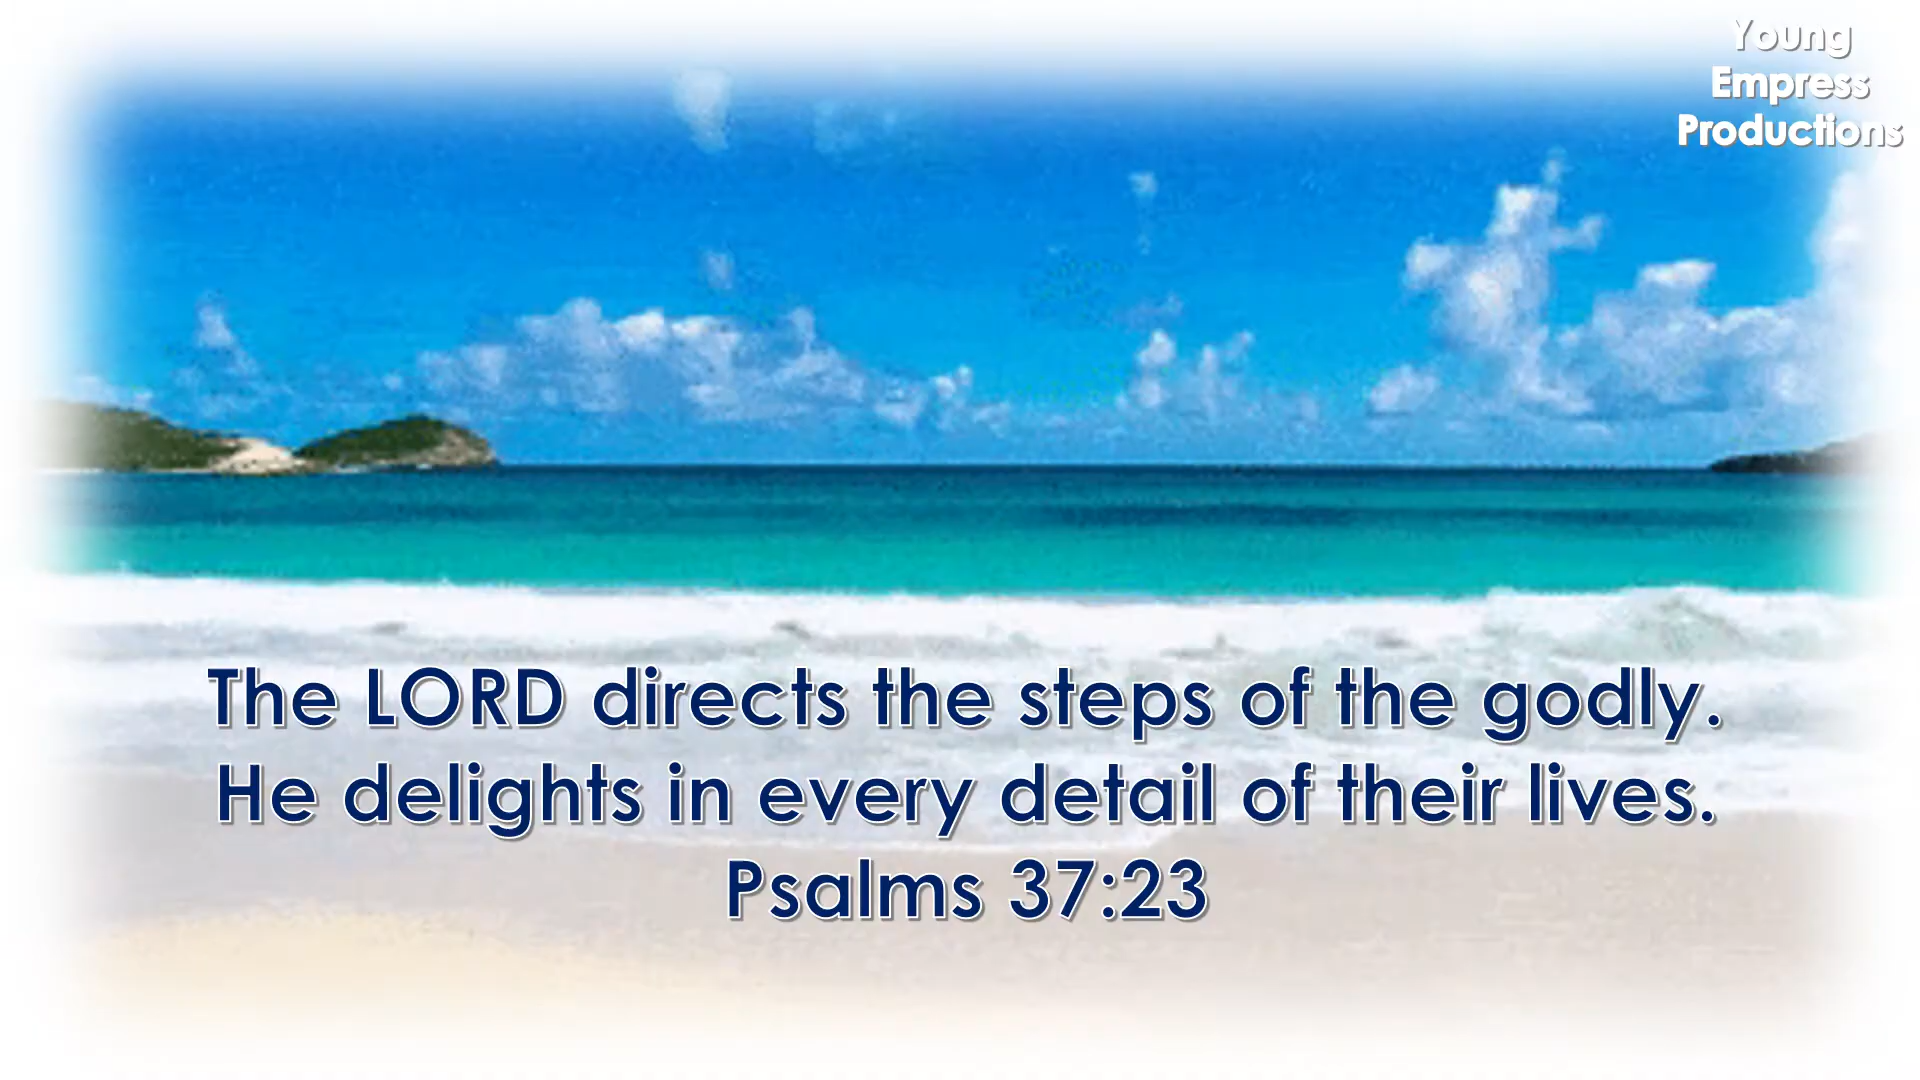 Young
Empress
Productions
The LORD directs the steps of the godly.
He delights in every detail of their lives.
Psalms 37:23